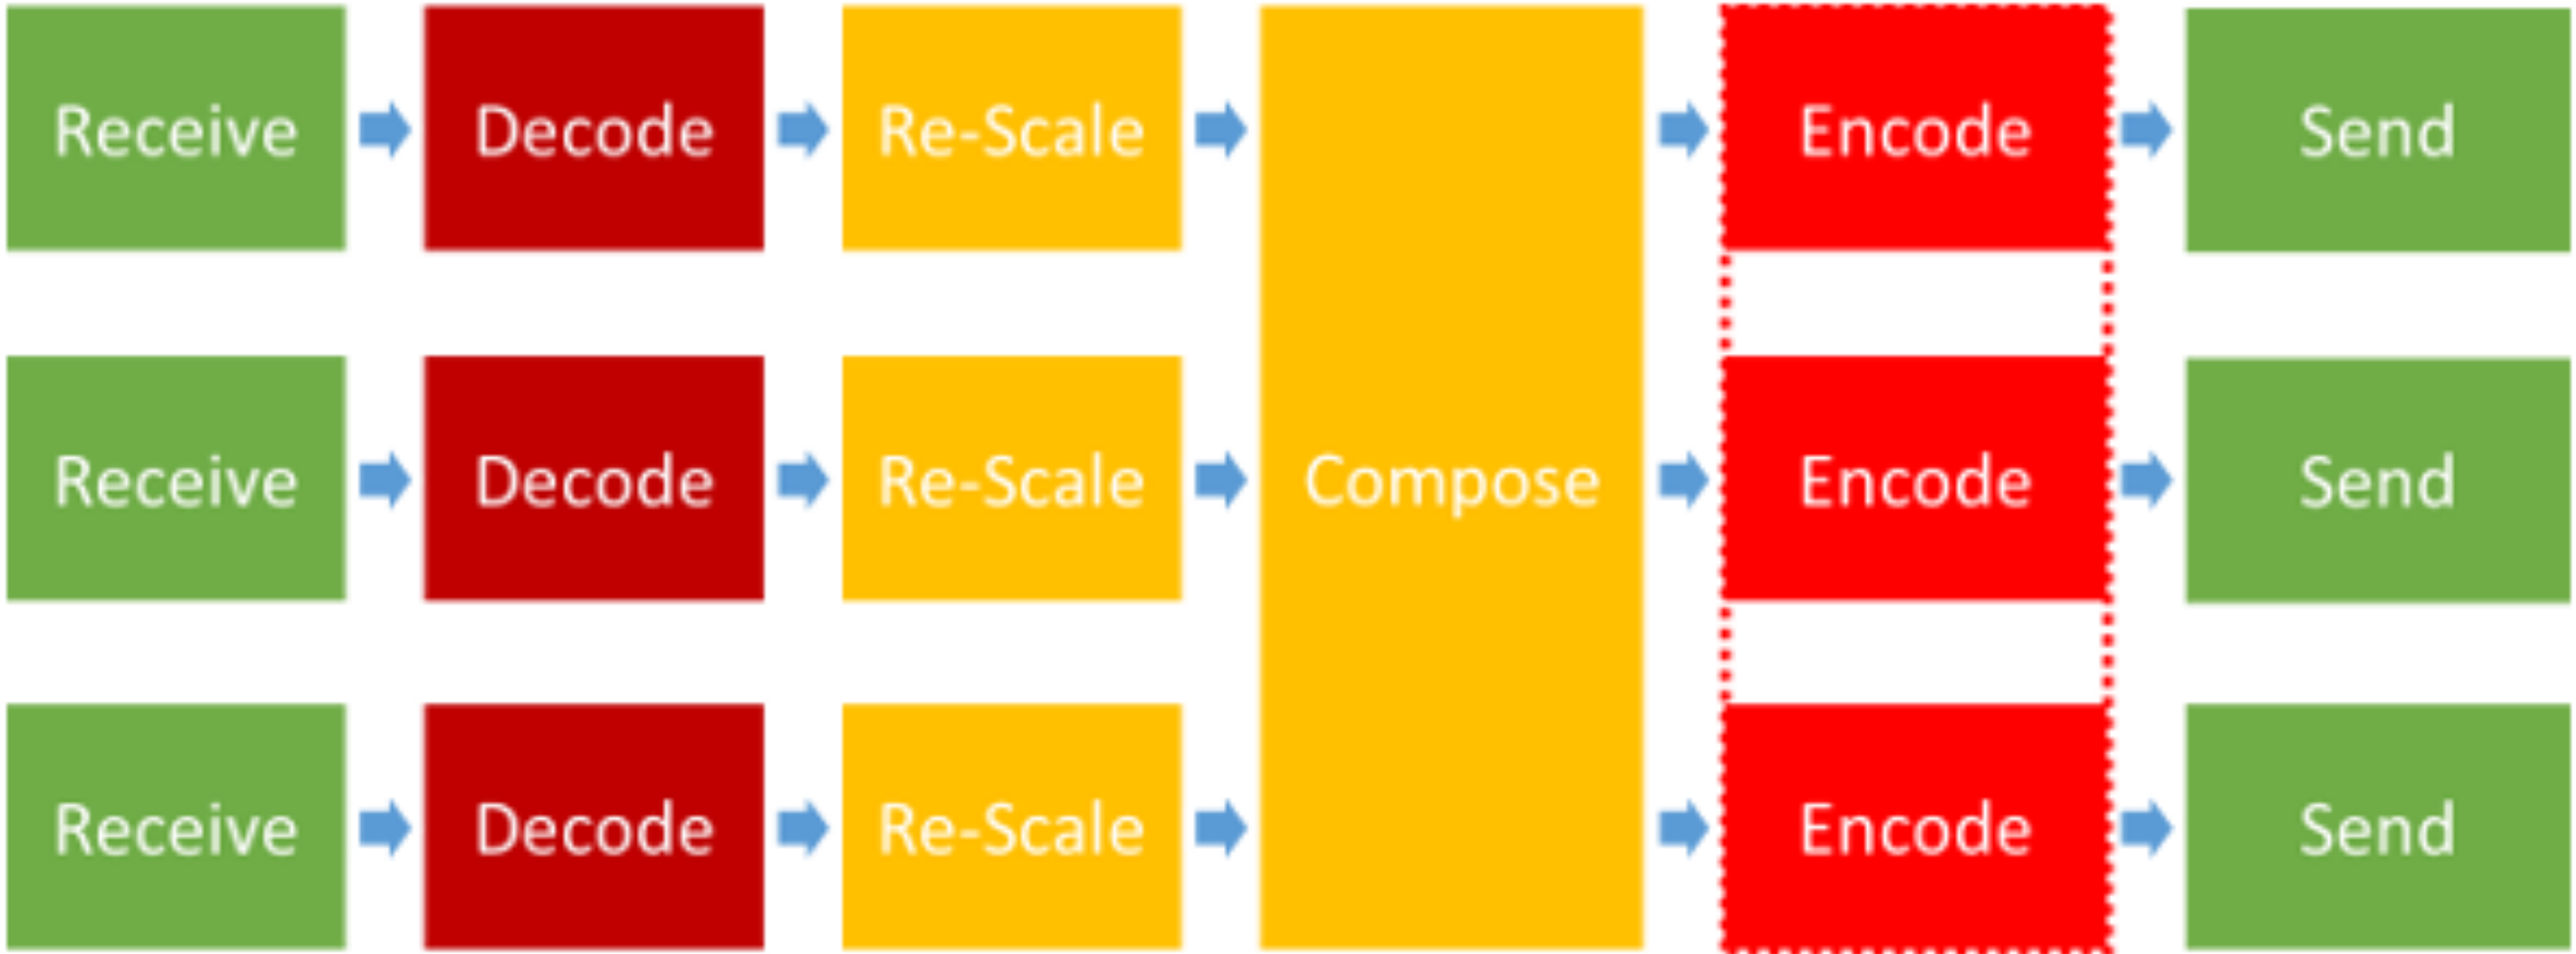 Receive
Decode
Re-Scale
Encode
Send
Receive
Decode
Re-Scale
Compose
Encode
Send
Receive
Decode
Re-Scale
Encode
Send